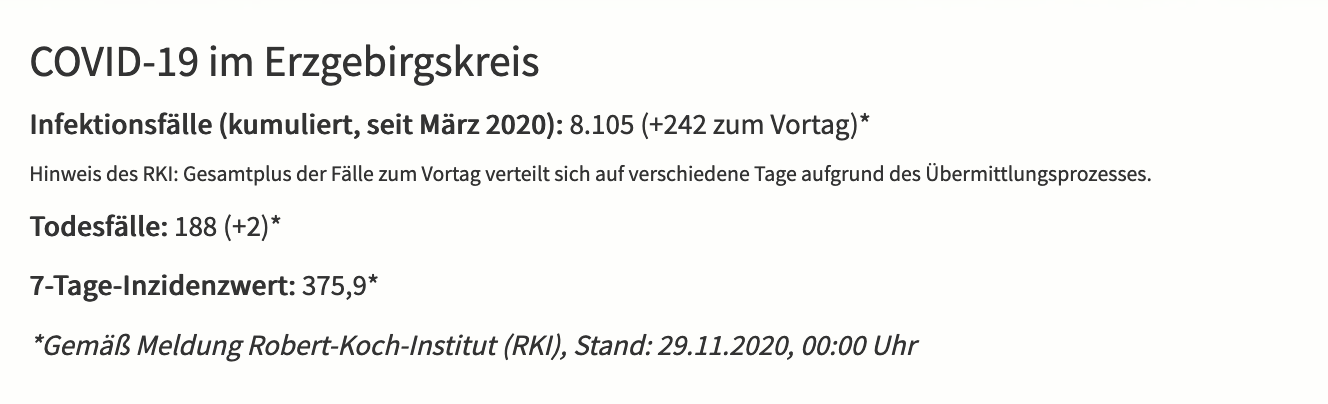 COVID-19 im Erzgebirgskreis
Infektionsfälle (kumuliert, seit März 2020): 8.105 (+242 zum Vortag)*
Hinweis des RKI: Gesamtplus der Fälle zum Vortag verteilt sich auf verschiedene Tage aufgrund des Übermittlungsprozesses.
Todesfälle: 188 (+2)*
7-Tage-Inzidenzwert: 375,9*
*Gemäß Meldung Robert-Koch-Institut (RKI), Stand: 29.11.2020, 00:00 Uhr